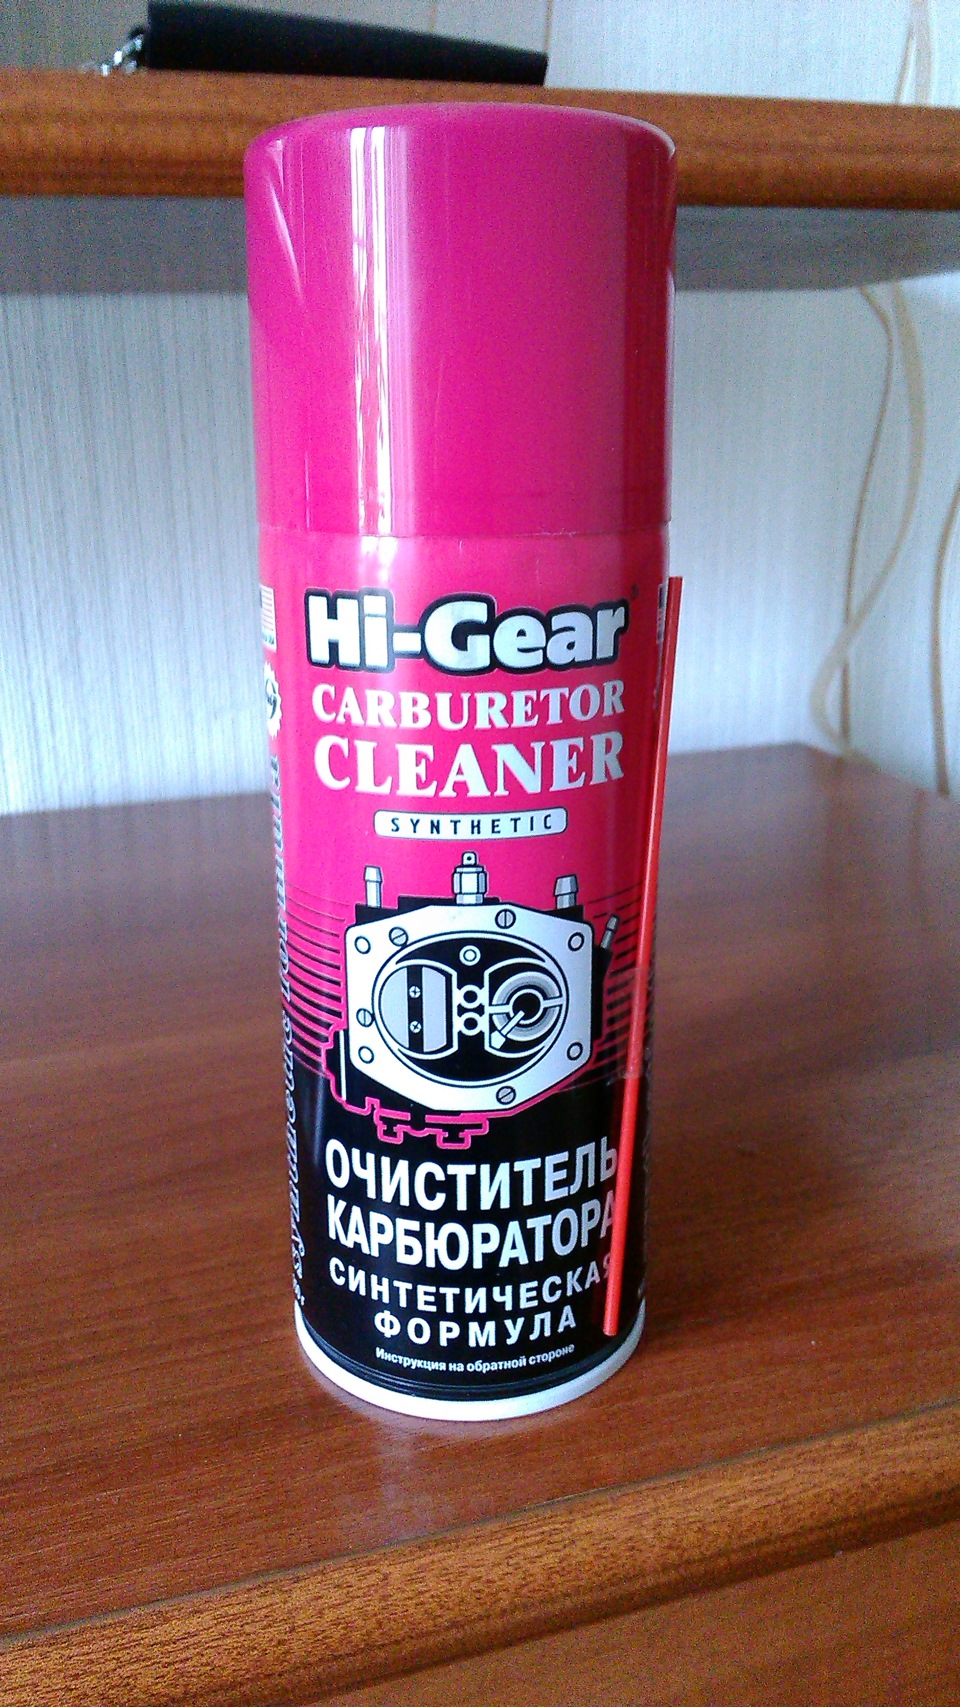 Hi-Gear®
CARBURETOR
CLEANER
SYNTHETIC
ОЧИСТИТЕЛЬ
КАРБЮРАТОРА
СИНТЕТИЧЕСКАЯ
ФОРМУЛА
Инструкция на обратной стороне